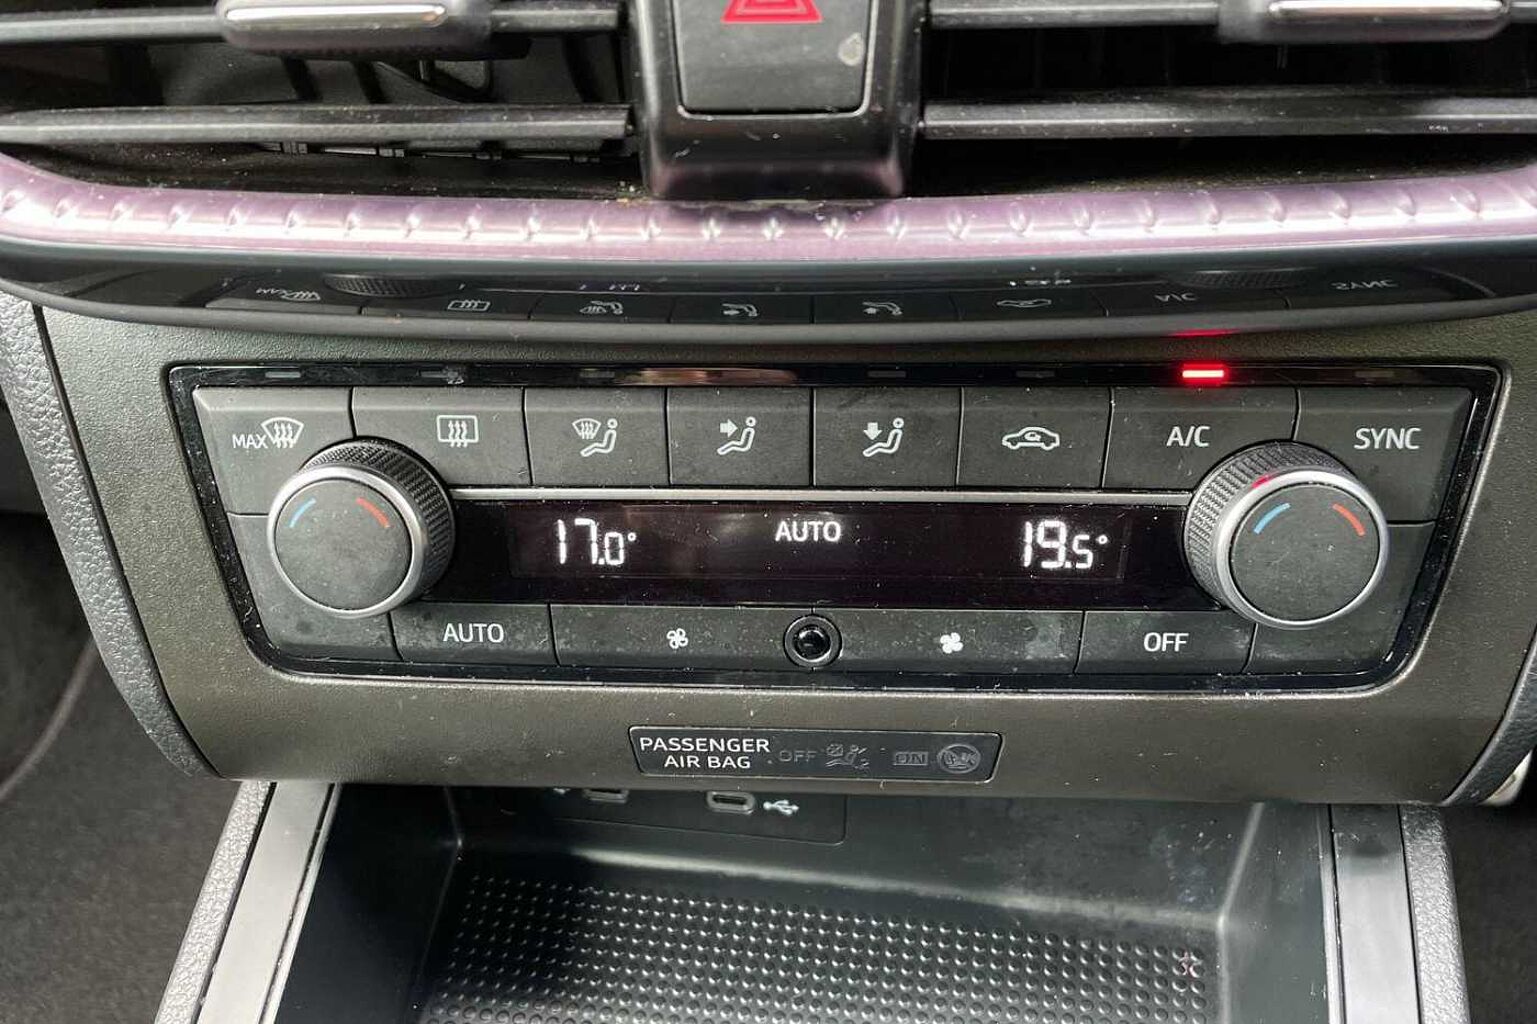 MAX
A/C
SYNC
17.0°
AUTO
19.5°
AUTO
OFF
PASSENGER
AIR BAG
OFF
ON